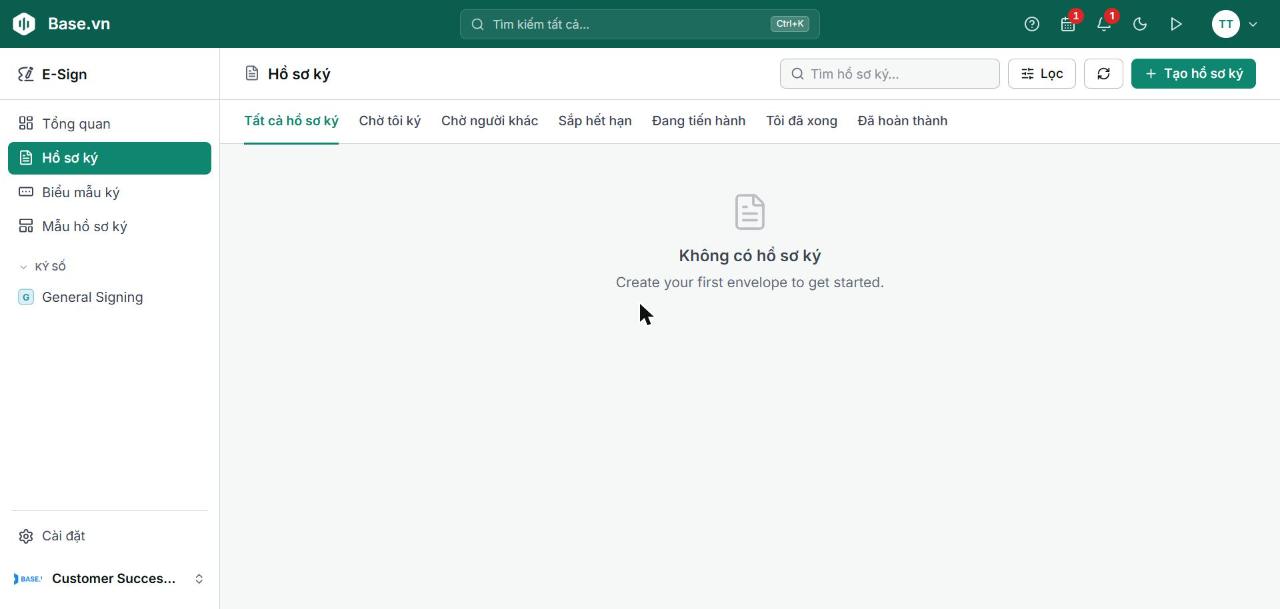 Base.vn
Tìm kiếm tất cả...
Ctrl+K
1
1
TT
E-Sign
Hồ sơ ký
Tìm hồ sơ ký...
Lọc
Tạo hồ sơ ký
Tổng quan
Hồ sơ ký
Biểu mẫu ký
Mẫu hồ sơ ký
KÝ SỐ
G General Signing
Tất cả hồ sơ ký Chờ tôi ký Chờ người khác Sắp hết hạn Đang tiến hành Tôi đã xong Đã hoàn thành
Không có hồ sơ ký
Create your first envelope to get started.
Cài đặt
BASE.V Customer Succes...